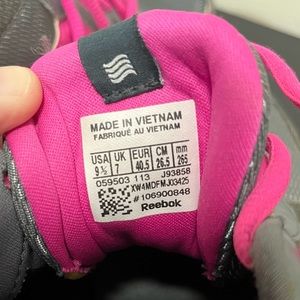 MADE IN VIETNAM
FABRIQUÉ AU VIETNAM
USA UK EUR CM mm
9½ 7 40.5 26.5 265
059503 113 J93858
XW4MDFMJ03425
#106900848
Reebok